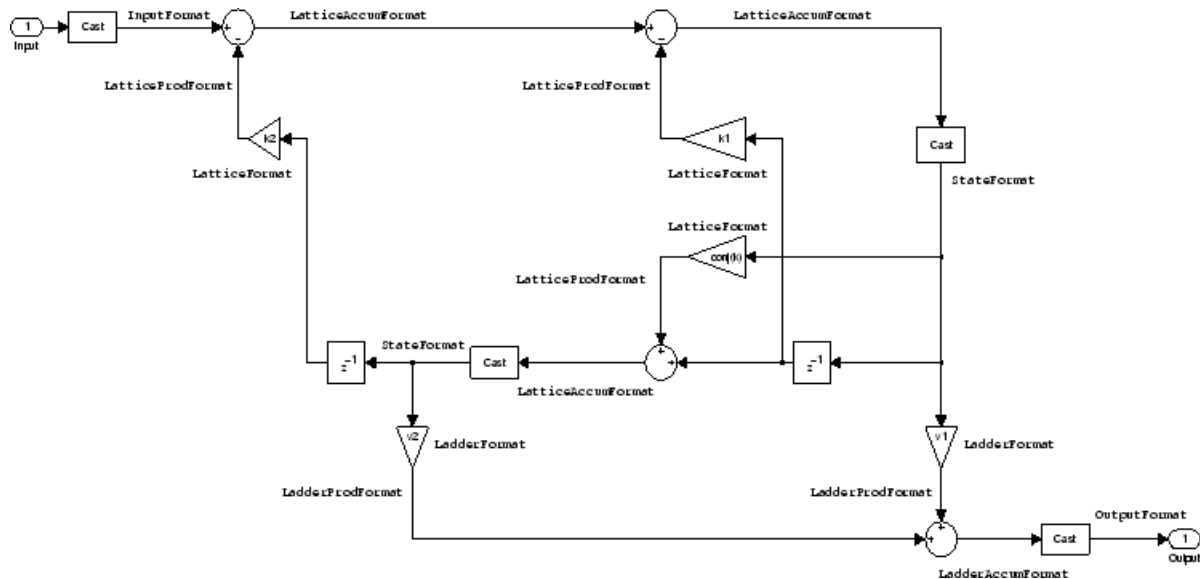 InputFormat
LatticeAccumFormat
LatticeAccumFormat
1
Input
Cast
+
-
+
-
LatticeProdFormat
LatticeProdFormat
k2
k1
Cast
LatticeFormat
LatticeFormat
StateFormat
LatticeFormat
conj(k)
LatticeProdFormat
StateFormat
+
+
z-1
Cast
z-1
LatticeAccumFormat
v2
LadderFormat
v1
LadderFormat
LadderProdFormat
LadderProdFormat
OutputFormat
+
+
Cast
1
Output
LadderAccumFormat